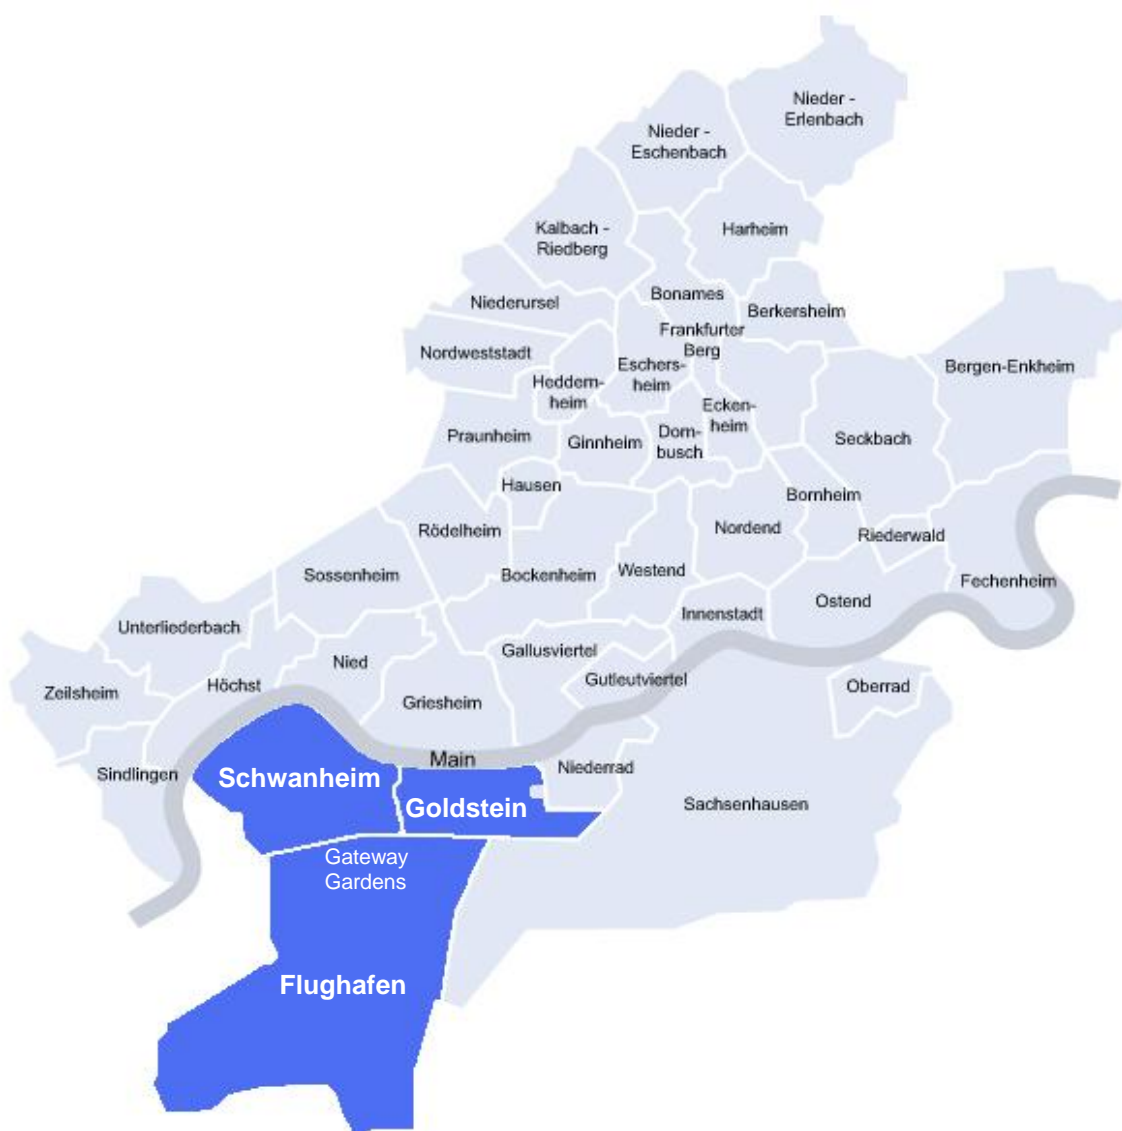 Nieder -
Erlenbach
Nieder -
Eschenbach
Kalbach -
Riedberg
Harheim
Niederursel
Bonames
Berkersheim
Frankfurter
Berg
Nordweststadt
Eschers-
heim
Bergen-Enkheim
Heddern-
heim
Ecken-
heim
Praunheim
Ginnheim
Dorn-
busch
Seckbach
Hausen
Bornheim
Rödelheim
Nordend
Riederwald
Sossenheim
Bockenheim
Westend
Fechenheim
Unterliederbach
Innenstadt
Ostend
Gallusviertel
Nied
Zeilsheim
Höchst
Gutleutviertel
Oberrad
Griesheim
Main
Sindlingen
Schwanheim
Niederrad
Goldstein
Sachsenhausen
Gateway
Gardens
Flughafen